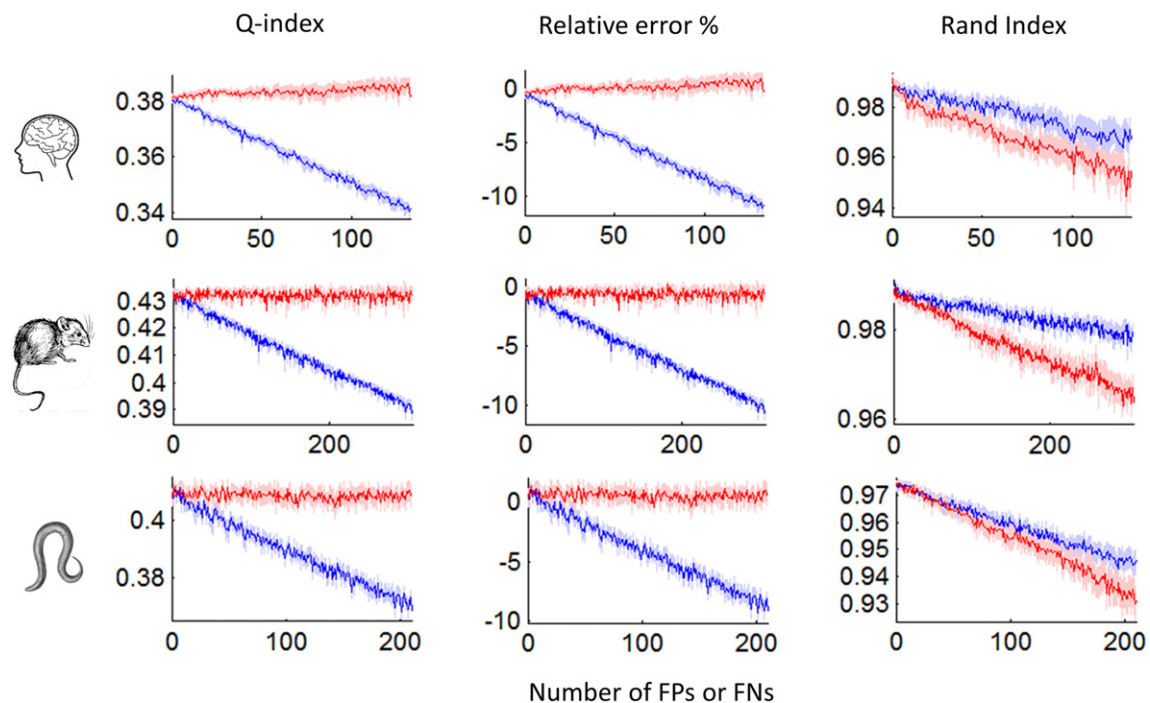 Q-index Relative error % Rand Index
0.38 0.36 0.34 0 50 100
0 -5 -10 0 50 100
0.98 0.96 0.94 0 50 100
0.43 0.42 0.41 0.4 0.39 0 200
0 -5 -10 0 200
0.98 0.96 0 200
0.4 0.38 0 100 200
0 -5 -10 0 100 200
0.97 0.96 0.95 0.94 0.93 0 100 200
Number of FPs or FNs